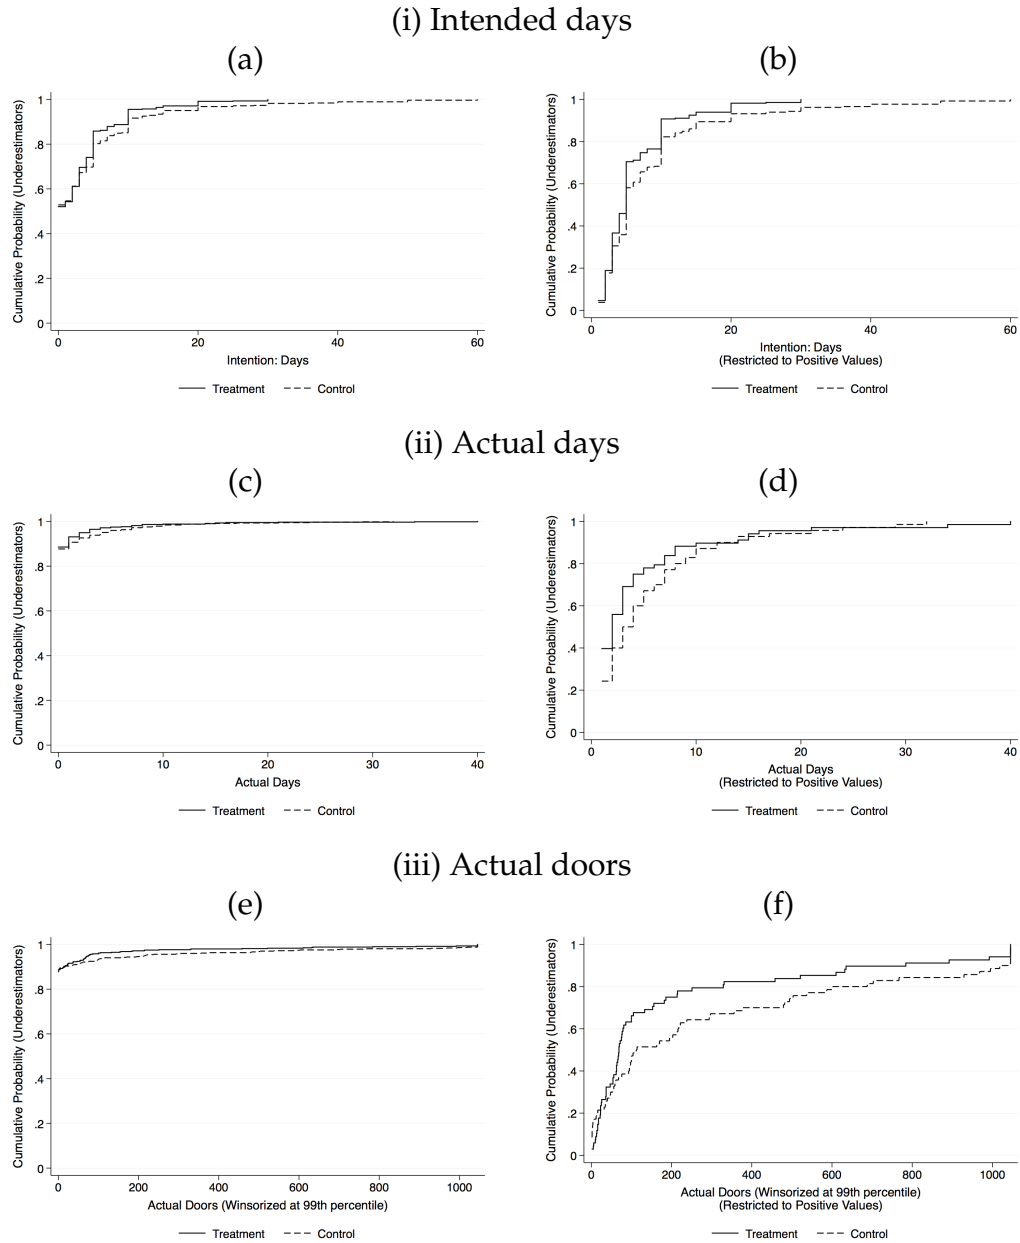 (i) Intended days
(a) (b)
Cumulative Probability (Underestimators)
1
.8
.6
.4
.2
0
0 20 40 60
Intention: Days
Treatment Control
Cumulative Probability (Underestimators)
1
.8
.6
.4
.2
0
0 20 40 60
Intention: Days
(Restricted to Positive Values)
Treatment Control
(ii) Actual days
(c) (d)
Cumulative Probability (Underestimators)
1
.8
.6
.4
.2
0
0 10 20 30 40
Actual Days
Treatment Control
Cumulative Probability (Underestimators)
1
.8
.6
.4
.2
0
0 10 20 30 40
Actual Days
(Restricted to Positive Values)
Treatment Control
(iii) Actual doors
(e) (f)
Cumulative Probability (Underestimators)
1
.8
.6
.4
.2
0
0 200 400 600 800 1000
Actual Doors (Winsorized at 99th percentile)
Treatment Control
Cumulative Probability (Underestimators)
1
.8
.6
.4
.2
0
0 200 400 600 800 1000
Actual Doors (Winsorized at 99th percentile)
(Restricted to Positive Values)
Treatment Control